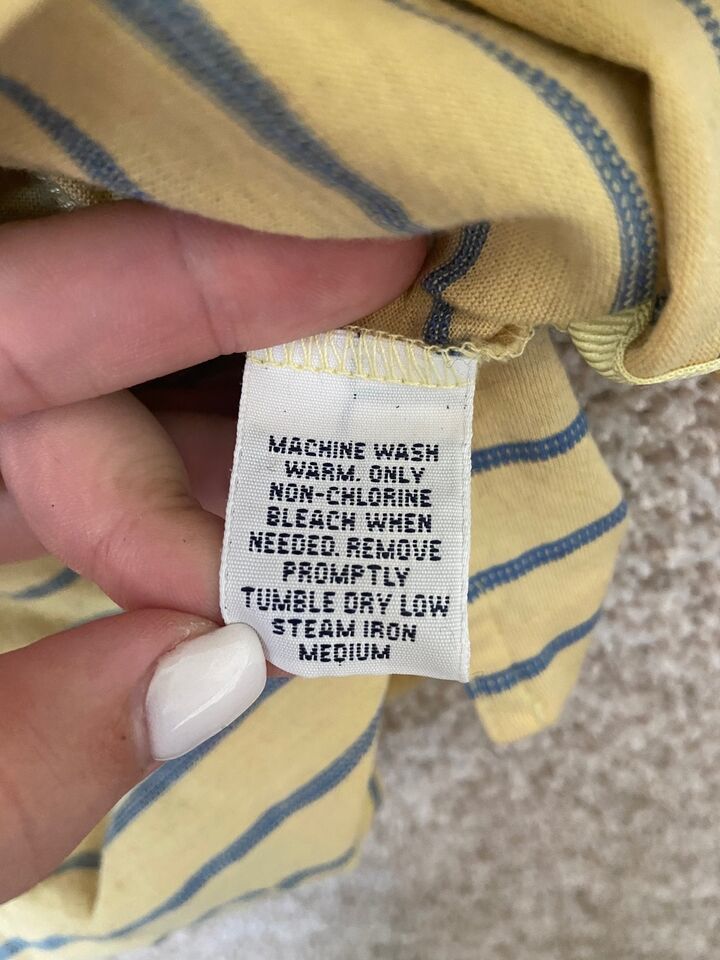 MACHINE WASH
WARM. ONLY
NON-CHLORINE
BLEACH WHEN
NEEDED. REMOVE
PROMPTLY
TUMBLE DRY LOW
STEAM IRON
MEDIUM